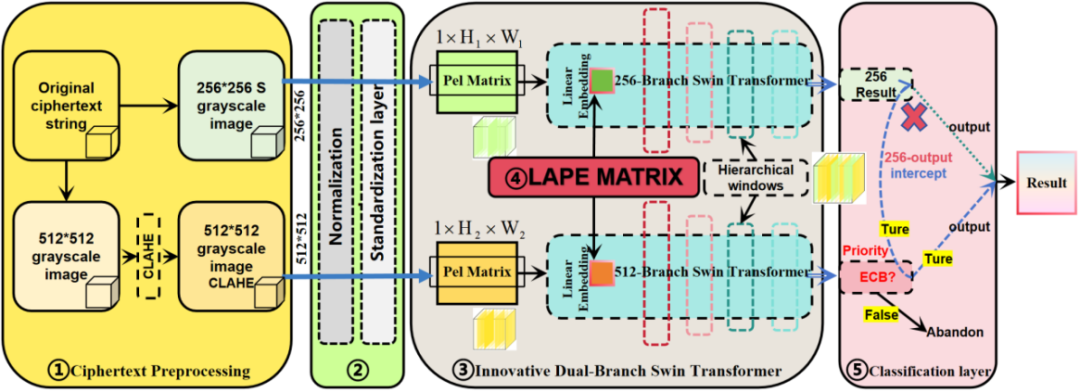 Original
ciphertext
string
256*256 S
grayscale
image
512*512
grayscale
image
CLAHE
512*512
grayscale
image
CLAHE
①Ciphertext Preprocessing
256*256
512*512
Normalization
Standardization layer
②
1×H₁×W₁
Pel Matrix
Linear
Embedding
256-Branch Swin Transformer
④LAPE MATRIX
Hierarchical
windows
1×H₂×W₂
Pel Matrix
Linear
Embedding
512-Branch Swin Transformer
③Innovative Dual-Branch Swin Transformer
256
Result
output
256-output
intercept
Ture
output
Priority
Ture
ECB?
False
Abandon
⑤Classification layer
Result